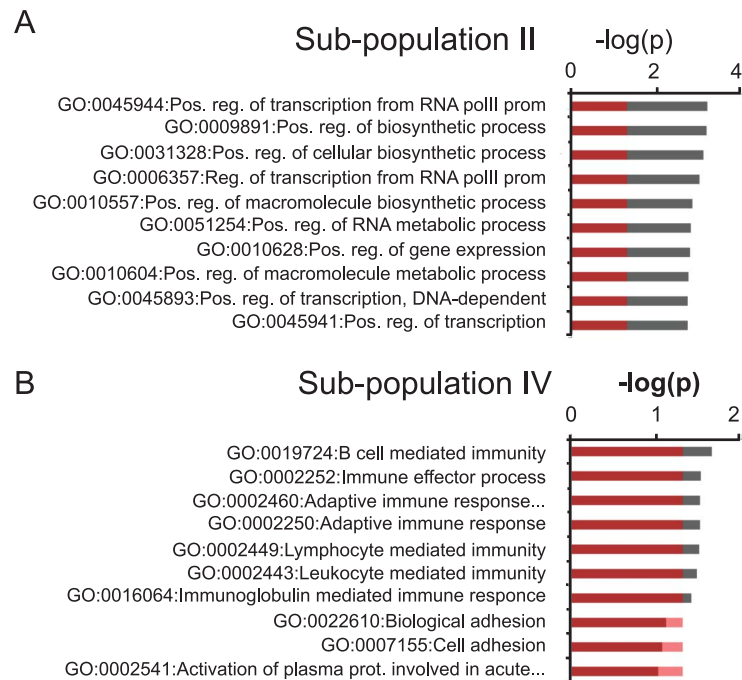 A
Sub-population II
-log(p)
0 2 4
GO:0045944:Pos. reg. of transcription from RNA polII prom
GO:0009891:Pos. reg. of biosynthetic process
GO:0031328:Pos. reg. of cellular biosynthetic process
GO:0006357:Reg. of transcription from RNA polII prom
GO:0010557:Pos. reg. of macromolecule biosynthetic process
GO:0051254:Pos. reg. of RNA metabolic process
GO:0010628:Pos. reg. of gene expression
GO:0010604:Pos. reg. of macromolecule metabolic process
GO:0045893:Pos. reg. of transcription, DNA-dependent
GO:0045941:Pos. reg. of transcription
B
Sub-population IV
-log(p)
0 1 2
GO:0019724:B cell mediated immunity
GO:0002252:Immune effector process
GO:0002460:Adaptive immune response...
GO:0002250:Adaptive immune response
GO:0002449:Lymphocyte mediated immunity
GO:0002443:Leukocyte mediated immunity
GO:0016064:Immunoglobulin mediated immune responce
GO:0022610:Biological adhesion
GO:0007155:Cell adhesion
GO:0002541:Activation of plasma prot. involved in acute...